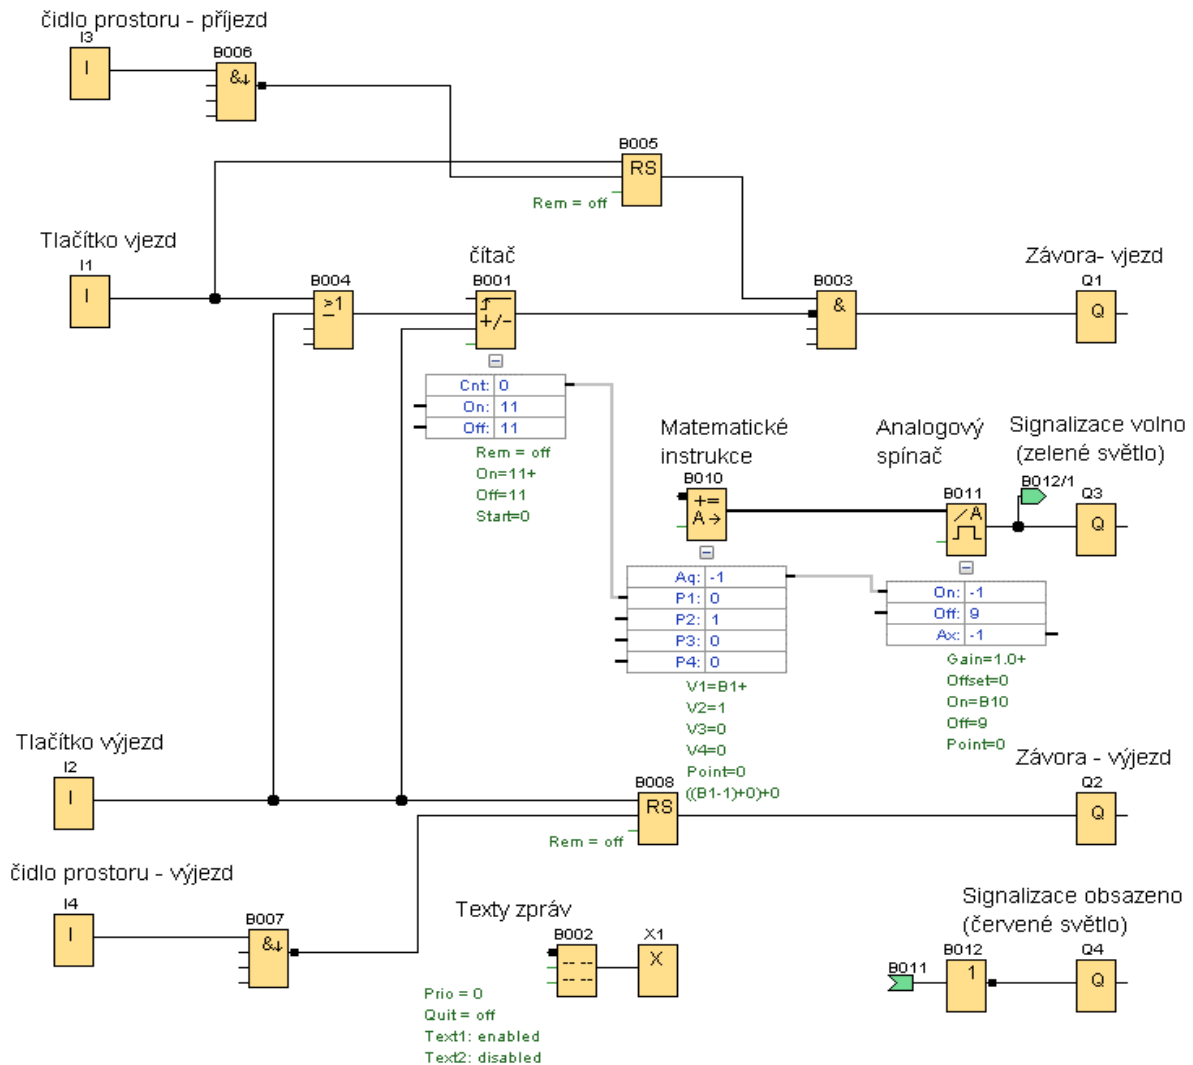 čidlo prostoru - příjezd
I3
I
B006
&↓
B005
RS
Rem = off
Tlačítko vjezd
I1
I
B004
≥1
čítač
B001
+/-
B003
&
Závora- vjezd
Q1
Q
Cnt: 0
On: 11
Off: 11
Rem = off
On=11+
Off=11
Start=0
Matematické
instrukce
B010
+=
A→
Analogový
spínač
B011
/A
Signalizace volno
(zelené světlo)
B012/1
Q3
Q
Aq: -1
P1: 0
P2: 1
P3: 0
P4: 0
V1=B1+
V2=1
V3=0
V4=0
Point=0
((B1-1)+0)+0
On: -1
Off: 9
Ax: -1
Gain=1.0+
Offset=0
On=B10
Off=9
Point=0
Tlačítko výjezd
I2
I
B008
RS
Rem = off
Závora - výjezd
Q2
Q
čidlo prostoru - výjezd
I4
I
B007
&↓
Texty zpráv
B002
X1
X
Prio = 0
Quit = off
Text1: enabled
Text2: disabled
Signalizace obsazeno
(červené světlo)
B011
B012
1
Q4
Q